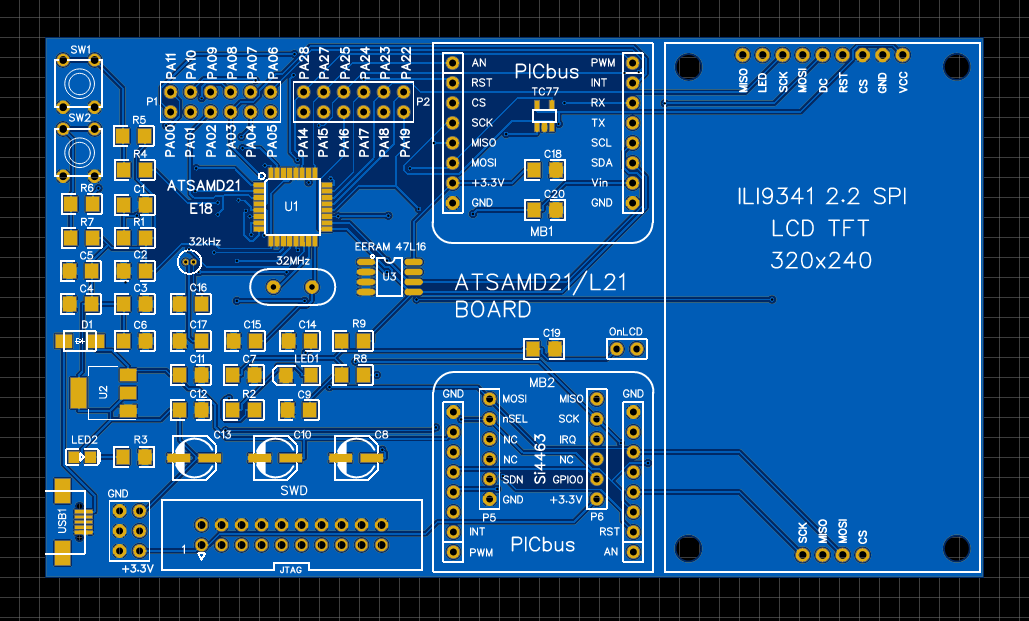 SW1
SW2
P1
PA11 PA10 PA09 PA08 PA07 PA06
PA00 PA01 PA02 PA03 PA04 PA05
PA28 PA27 PA25 PA24 PA23 PA22
P2
PA14 PA15 PA16 PA17 PA18 PA19
R5
R4
R6
C1
R7
R1
C5
C2
C4
C3
C16
D1
C6
C17
C15
C14
R9
C11
C7
LED1
R8
U2
C12
R2
C9
LED2
R3
C13
C10
C8
ATSAMD21
E18
U1
32kHz
32MHz
EERAM 47L16
U3
AN
RST
CS
SCK
MISO
MOSI
+3.3V
GND
PICbus
TC77
C18
C20
MB1
PWM
INT
RX
TX
SCL
SDA
Vin
GND
ATSAMD21/L21
BOARD
C19
OnLCD
MISO LED SCK MOSI DC RST CS GND VCC
ILI9341 2.2 SPI
LCD TFT
320x240
SCK MISO MOSI CS
MB2
GND
MOSI
nSEL
NC
NC
SDN
GND
P5
INT
PWM
Si4463
MISO
SCK
IRQ
NC
GPIO0
+3.3V
P6
GND
RST
AN
PICbus
SWD
1
JTAG
USB1
GND
+3.3V